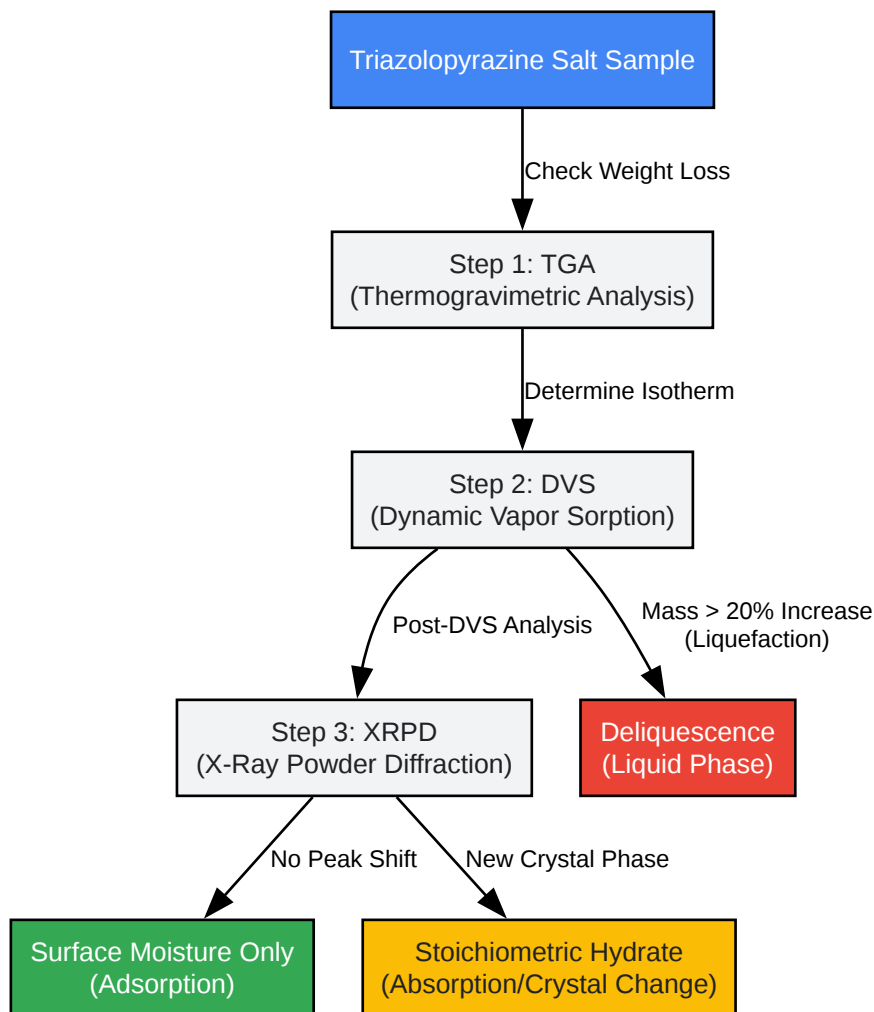 Triazolopyrazine Salt Sample
Check Weight Loss
Step 1: TGA
(Thermogravimetric Analysis)
Determine Isotherm
Step 2: DVS
(Dynamic Vapor Sorption)
Post-DVS Analysis
Mass > 20% Increase
(Liquefaction)
Step 3: XRPD
(X-Ray Powder Diffraction)
Deliquescence
(Liquid Phase)
No Peak Shift
New Crystal Phase
Surface Moisture Only
(Adsorption)
Stoichiometric Hydrate
(Absorption/Crystal Change)